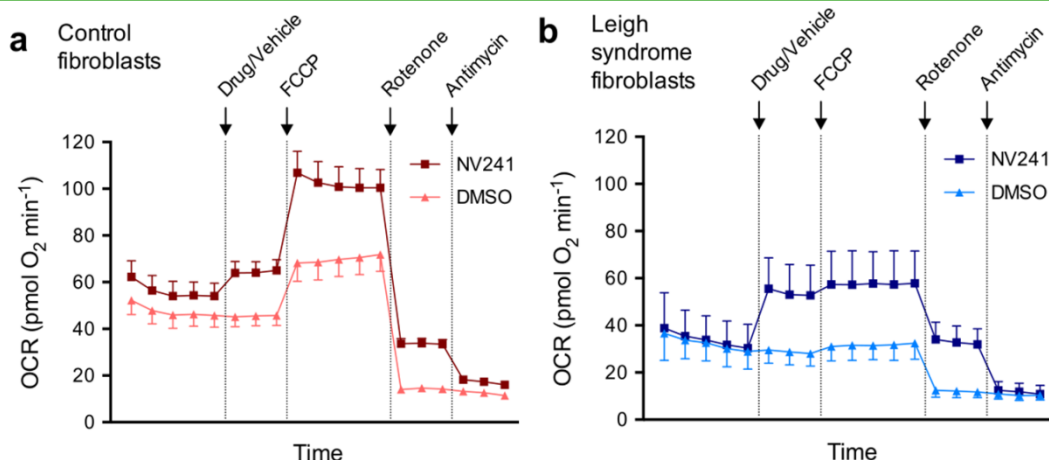 a
Control
fibroblasts
Drug/Vehicle
FCCP
Rotenone
Antimycin
120
100
80
60
40
20
0
OCR (pmol O₂ min⁻¹)
NV241
DMSO
Time
b
Leigh
syndrome
fibroblasts
Drug/Vehicle
FCCP
Rotenone
Antimycin
120
100
80
60
40
20
0
OCR (pmol O₂ min⁻¹)
NV241
DMSO
Time